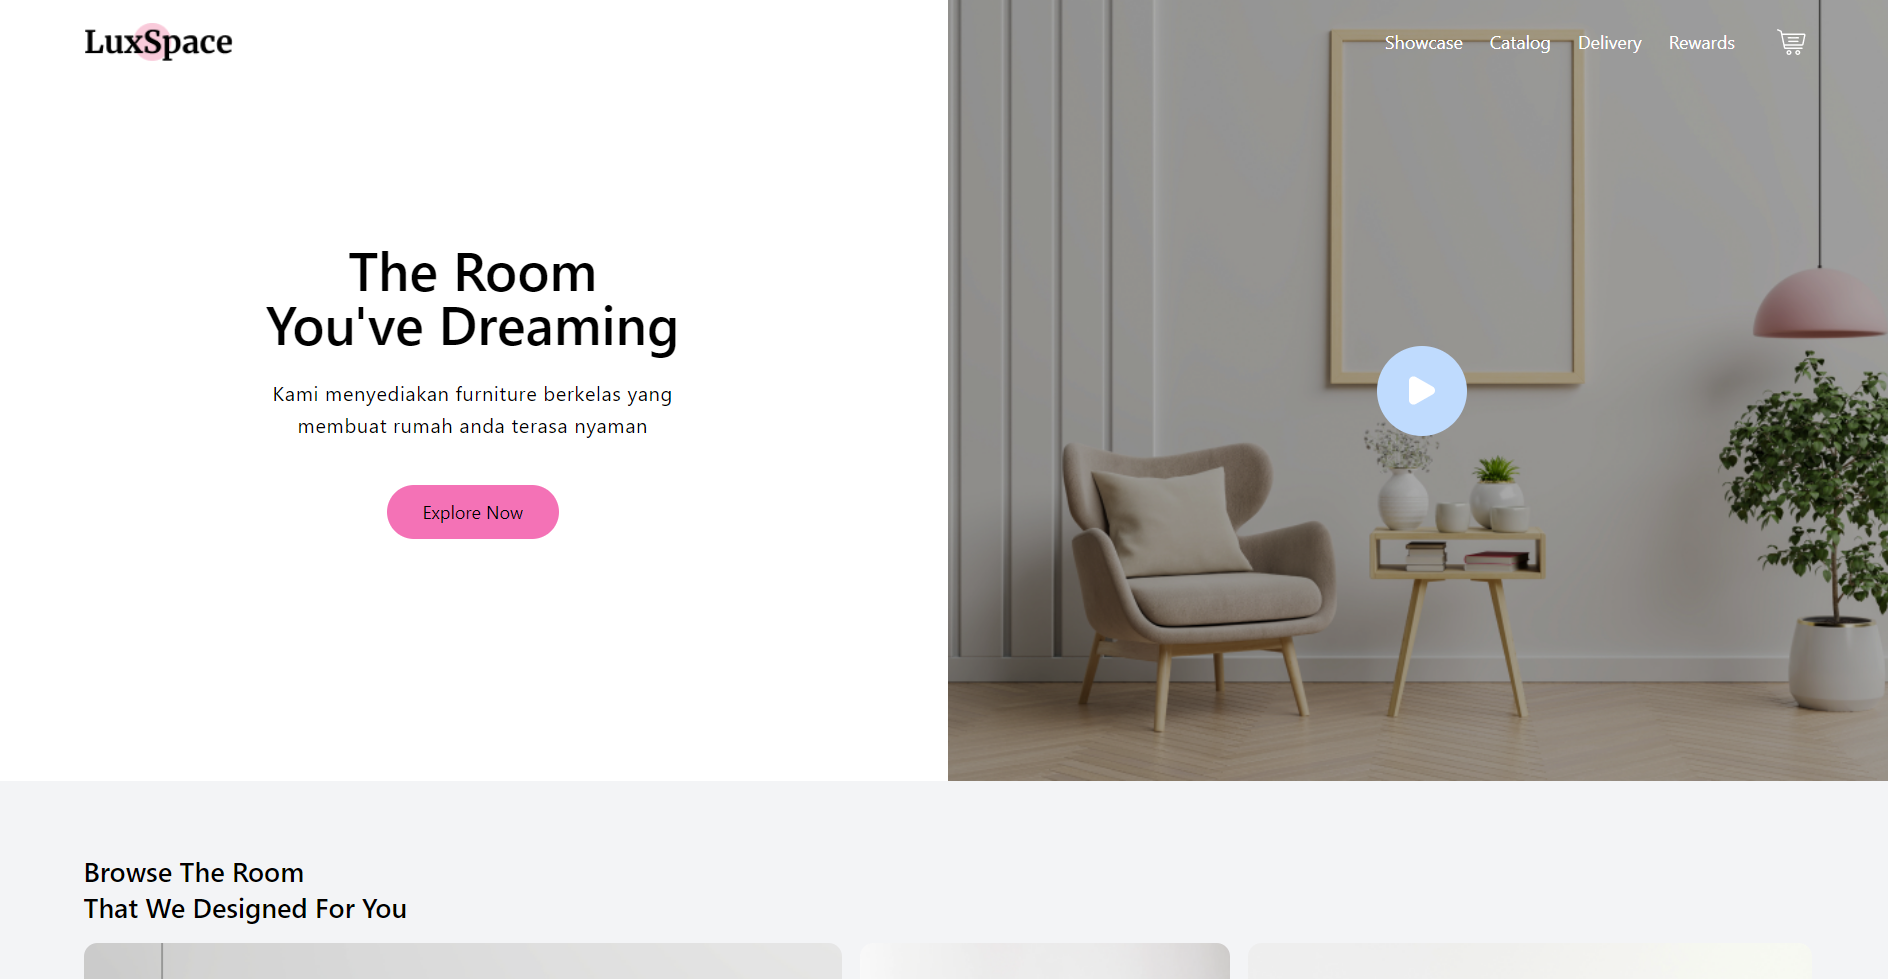 LuxSpace
Showcase Catalog Delivery Rewards
The Room
You've Dreaming
Kami menyediakan furniture berkelas yang
membuat rumah anda terasa nyaman
Explore Now
Browse The Room
That We Designed For You